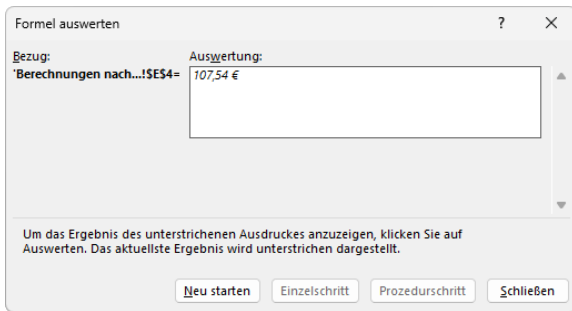 Formel auswerten ? ×
Bezug: Auswertung:
'Berechnungen nach...!$E$4= 107,54 €
Um das Ergebnis des unterstrichenen Ausdruckes anzuzeigen, klicken Sie auf
Auswerten. Das aktuellste Ergebnis wird unterstrichen dargestellt.
Neu starten Einzelschritt Prozedurschritt Schließen